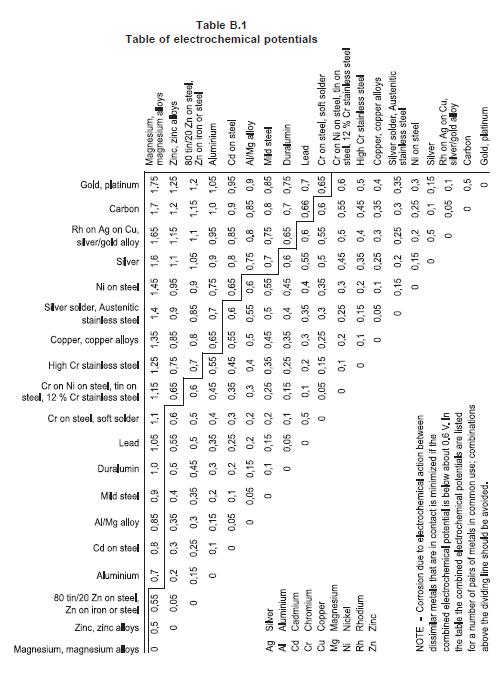 Table B.1
Table of electrochemical potentials
Magnesium, magnesium alloys
Zinc, zinc alloys
80 tin/20 Zn on steel, Zn on iron or steel
Aluminium
Cd on steel
Al/Mg alloy
Mild steel
Duralumin
Lead
Cr on steel, soft solder
Cr on Ni on steel, tin on steel, 12 % Cr stainless steel
High Cr stainless steel
Copper, copper alloys
Silver solder, Austenitic stainless steel
Ni on steel
Silver
Rh on Ag on Cu, silver/gold alloy
Carbon
Gold, platinum
Gold, platinum 1,75 1,25 1,2 1,05 0,95 0,9 0,85 0,75 0,7 0,65 0,6 0,5 0,4 0,35 0,3 0,15 0,1 0,5 0
Carbon 1,7 1,2 1,15 1,0 0,9 0,85 0,8 0,7 0,66 0,6 0,55 0,45 0,35 0,3 0,25 0,1 0,05 0
Rh on Ag on Cu,
silver/gold alloy 1,65 1,15 1,1 0,95 0,85 0,8 0,75 0,65 0,55 0,5 0,4 0,3 0,25 0,2 0,5 0
Silver 1,6 1,1 1,05 0,9 0,8 0,75 0,7 0,6 0,55 0,5 0,45 0,35 0,25 0,2 0,15 0
Ni on steel 1,45 0,95 0,9 0,75 0,65 0,6 0,55 0,45 0,4 0,35 0,3 0,2 0,1 0,15 0
Silver solder, Austenitic
stainless steel 1,4 0,9 0,85 0,7 0,6 0,55 0,5 0,4 0,35 0,3 0,25 0,15 0,05 0
Copper, copper alloys 1,35 0,85 0,8 0,65 0,55 0,5 0,45 0,35 0,3 0,25 0,2 0,1 0
High Cr stainless steel 1,25 0,75 0,7 0,55 0,45 0,4 0,35 0,25 0,2 0,15 0,1 0
Cr on Ni on steel, tin on
steel, 12 % Cr stainless steel 1,15 0,65 0,6 0,45 0,35 0,3 0,25 0,15 0,1 0,05 0
Cr on steel, soft solder 1,1 0,6 0,5 0,4 0,3 0,2 0,2 0,1 0,5 0
Lead 1,05 0,55 0,5 0,35 0,25 0,2 0,15 0,05 0
Duralumin 1,0 0,5 0,45 0,3 0,2 0,15 0,1 0
Mild steel 0,9 0,4 0,35 0,2 0,1 0,05 0
Al/Mg alloy 0,85 0,35 0,3 0,15 0,05 0
Cd on steel 0,8 0,3 0,25 0,1 0
Aluminium 0,7 0,2 0,15 0
80 tin/20 Zn on steel,
Zn on iron or steel 0,55 0,05 0
Zinc, zinc alloys 0,5 0
Magnesium, magnesium alloys 0
Ag Silver
Al Aluminium
Cd Cadmium
Cr Chromium
Cu Copper
Mg Magnesium
Ni Nickel
Rh Rhodium
Zn Zinc
NOTE - Corrosion due to electrochemical action between
dissimilar metals that are in contact is minimized if the
combined electrochemical potential is below about 0,6 V. In
the table the combined electrochemical potentials are listed
for a number of pairs of metals in common use; combinations
above the dividing line should be avoided.